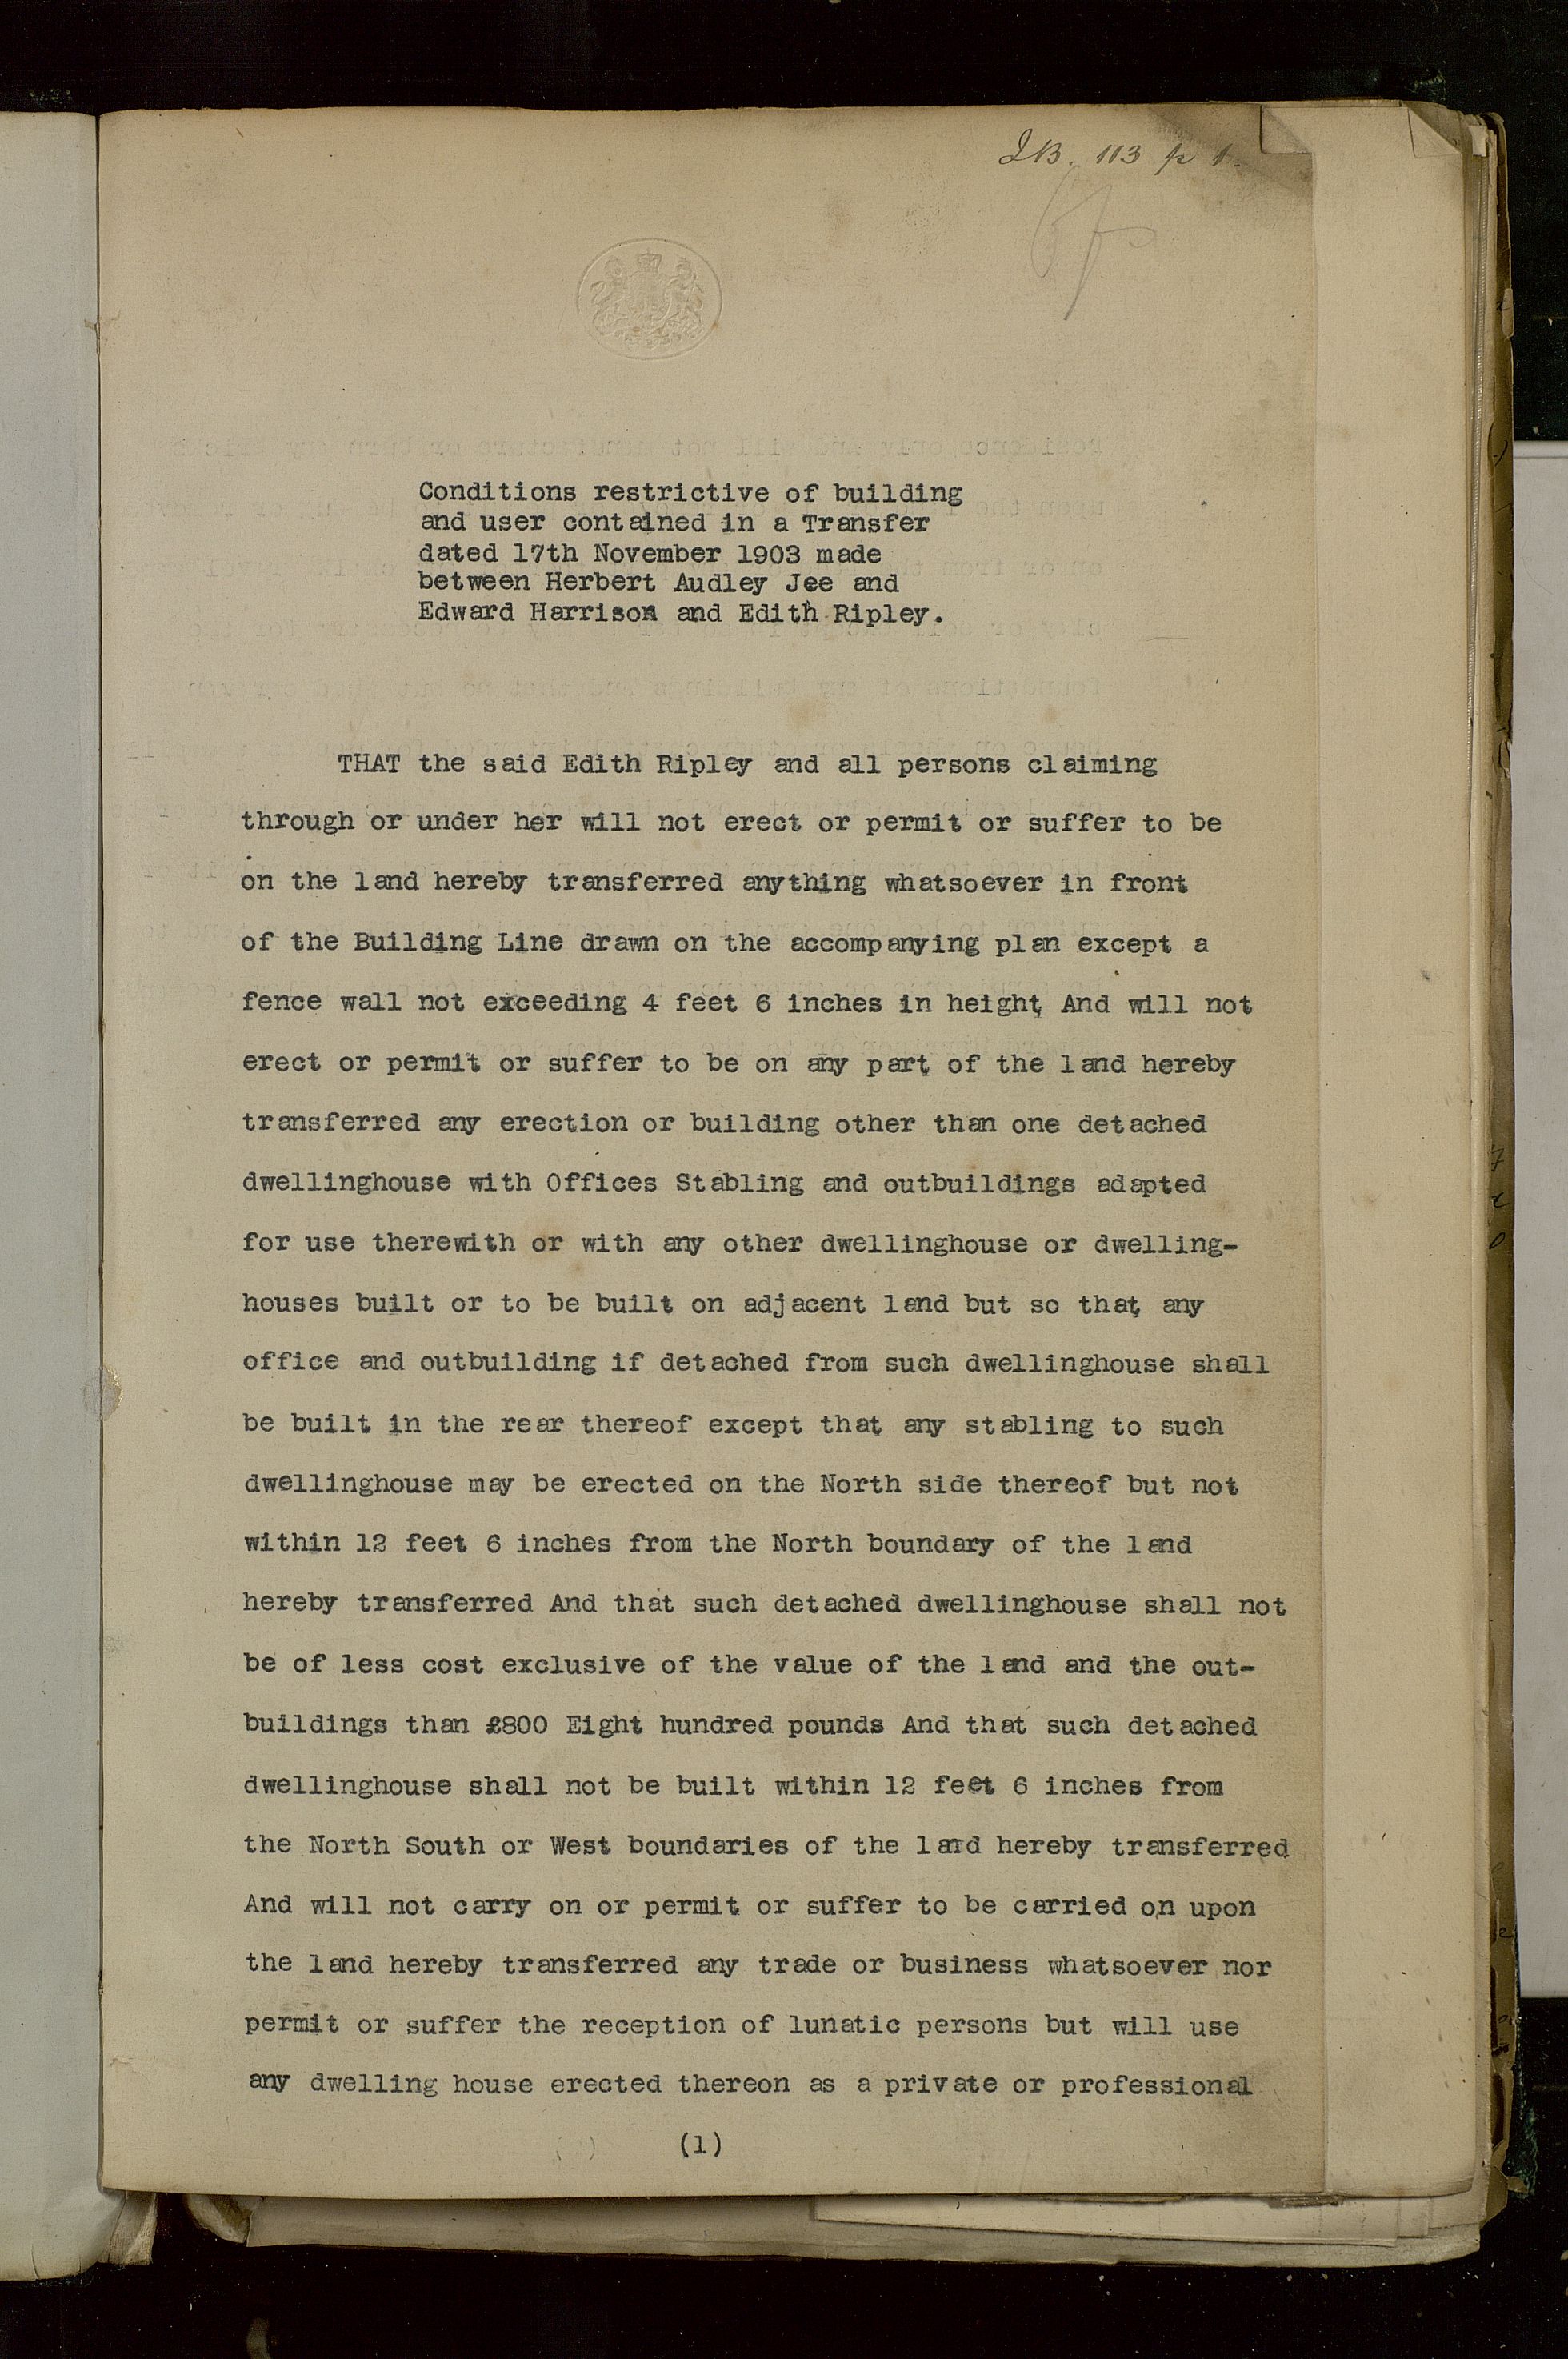 113 p 1.
Conditions restrictive of building
and user contained in a Transfer
dated 17th November 1903 made
between Herbert Audley Jee and
Edward Harrison and Edith Ripley.
THAT the said Edith Ripley and all persons claiming
through or under her will not erect or permit or suffer to be
on the land hereby transferred anything whatsoever in front
of the Building Line drawn on the accompanying plan except a
fence wall not exceeding 4 feet 6 inches in height, And will not
erect or permit or suffer to be on any part of the land hereby
transferred any erection or building other than one detached
dwellinghouse with Offices Stabling and outbuildings adapted
for use therewith or with any other dwellinghouse or dwelling-
houses built or to be built on adjacent land but so that any
office and outbuilding if detached from such dwellinghouse shall
be built in the rear thereof except that any stabling to such
dwellinghouse may be erected on the North side thereof but not
within 12 feet 6 inches from the North boundary of the land
hereby transferred And that such detached dwellinghouse shall not
be of less cost exclusive of the value of the land and the out-
buildings than £800 Eight hundred pounds And that such detached
dwellinghouse shall not be built within 12 feet 6 inches from
the North South or West boundaries of the land hereby transferred
And will not carry on or permit or suffer to be carried on upon
the land hereby transferred any trade or business whatsoever nor
permit or suffer the reception of lunatic persons but will use
any dwelling house erected thereon as a private or professional
(1)